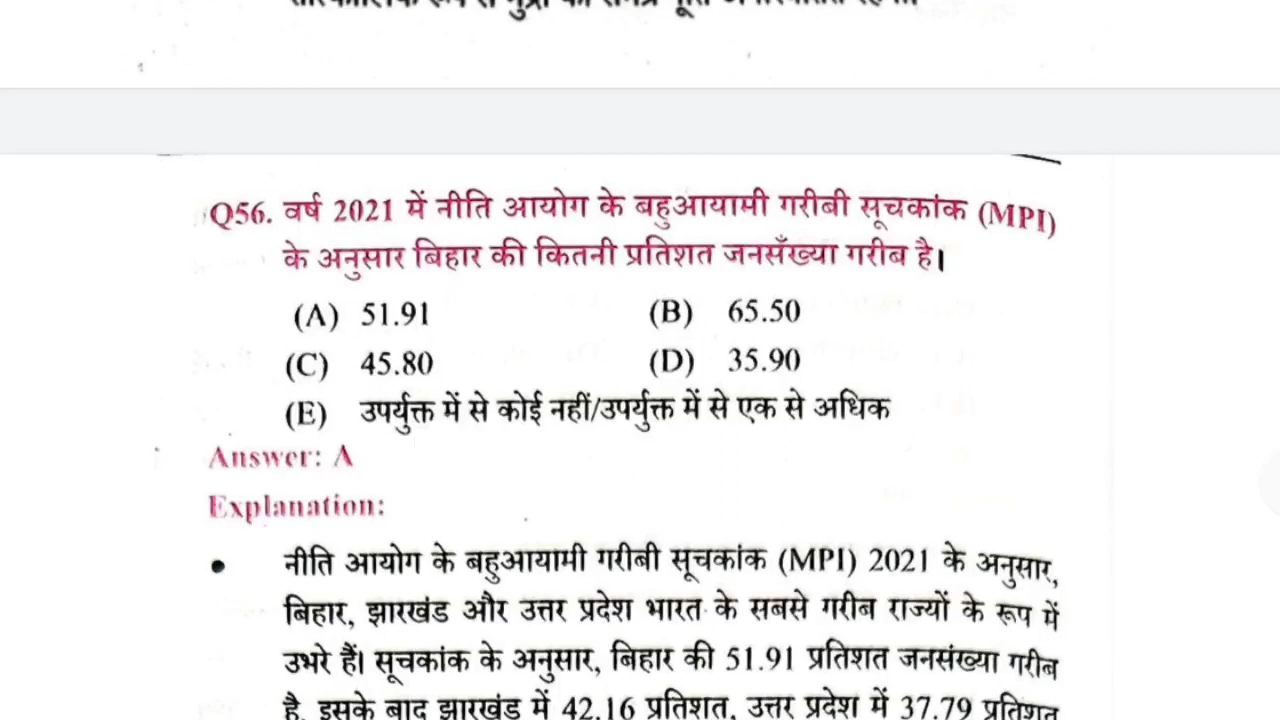 Q56. वर्ष 2021 में नीति आयोग के बहुआयामी गरीबी सूचकांक (MPI)
के अनुसार बिहार की कितनी प्रतिशत जनसँख्या गरीब है।
(A) 51.91 (B) 65.50
(C) 45.80 (D) 35.90
(E) उपर्युक्त में से कोई नहीं/उपर्युक्त में से एक से अधिक
Answer: A
Explanation:
• नीति आयोग के बहुआयामी गरीबी सूचकांक (MPI) 2021 के अनुसार,
बिहार, झारखंड और उत्तर प्रदेश भारत के सबसे गरीब राज्यों के रूप में
उभरे हैं। सूचकांक के अनुसार, बिहार की 51.91 प्रतिशत जनसंख्या गरीब
है, इसके बाद झारखंड में 42.16 प्रतिशत, उत्तर प्रदेश में 37.79 प्रतिशत